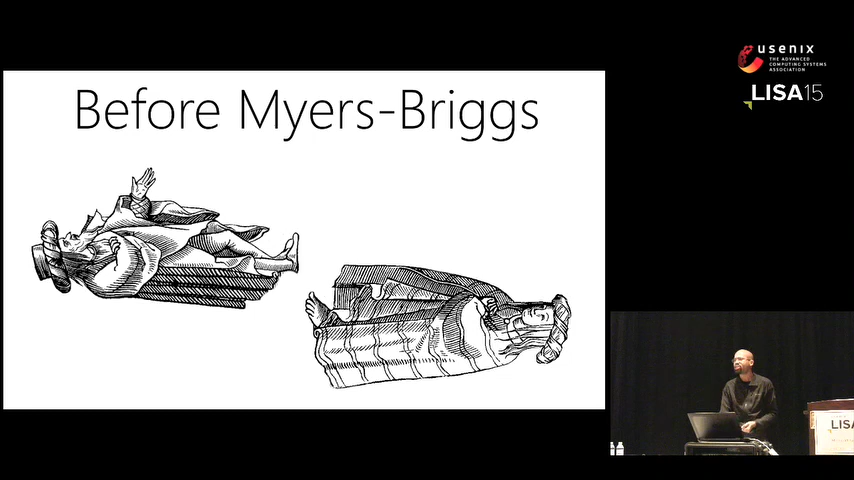 Before Myers-Briggs
usenix
THE ADVANCED
COMPUTING SYSTEMS
ASSOCIATION
LISA15
LISA